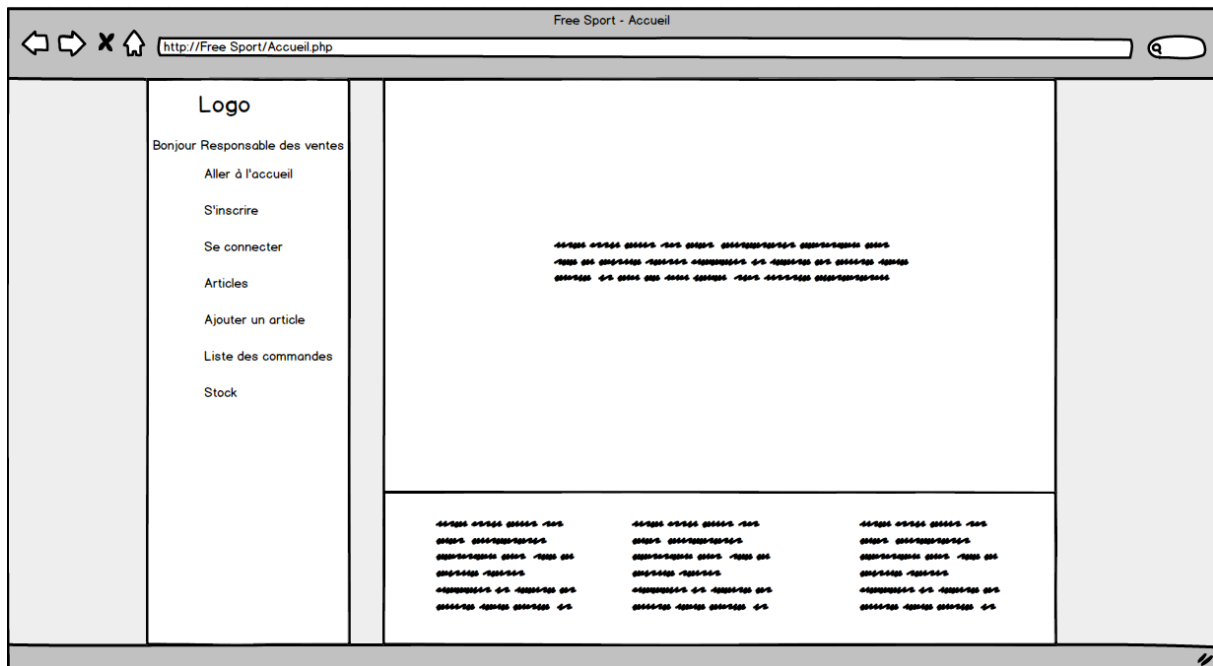 Free Sport - Accueil
http://Free Sport/Accueil.php
Logo
Bonjour Responsable des ventes
Aller à l'accueil
S'inscrire
Se connecter
Articles
Ajouter un article
Liste des commandes
Stock